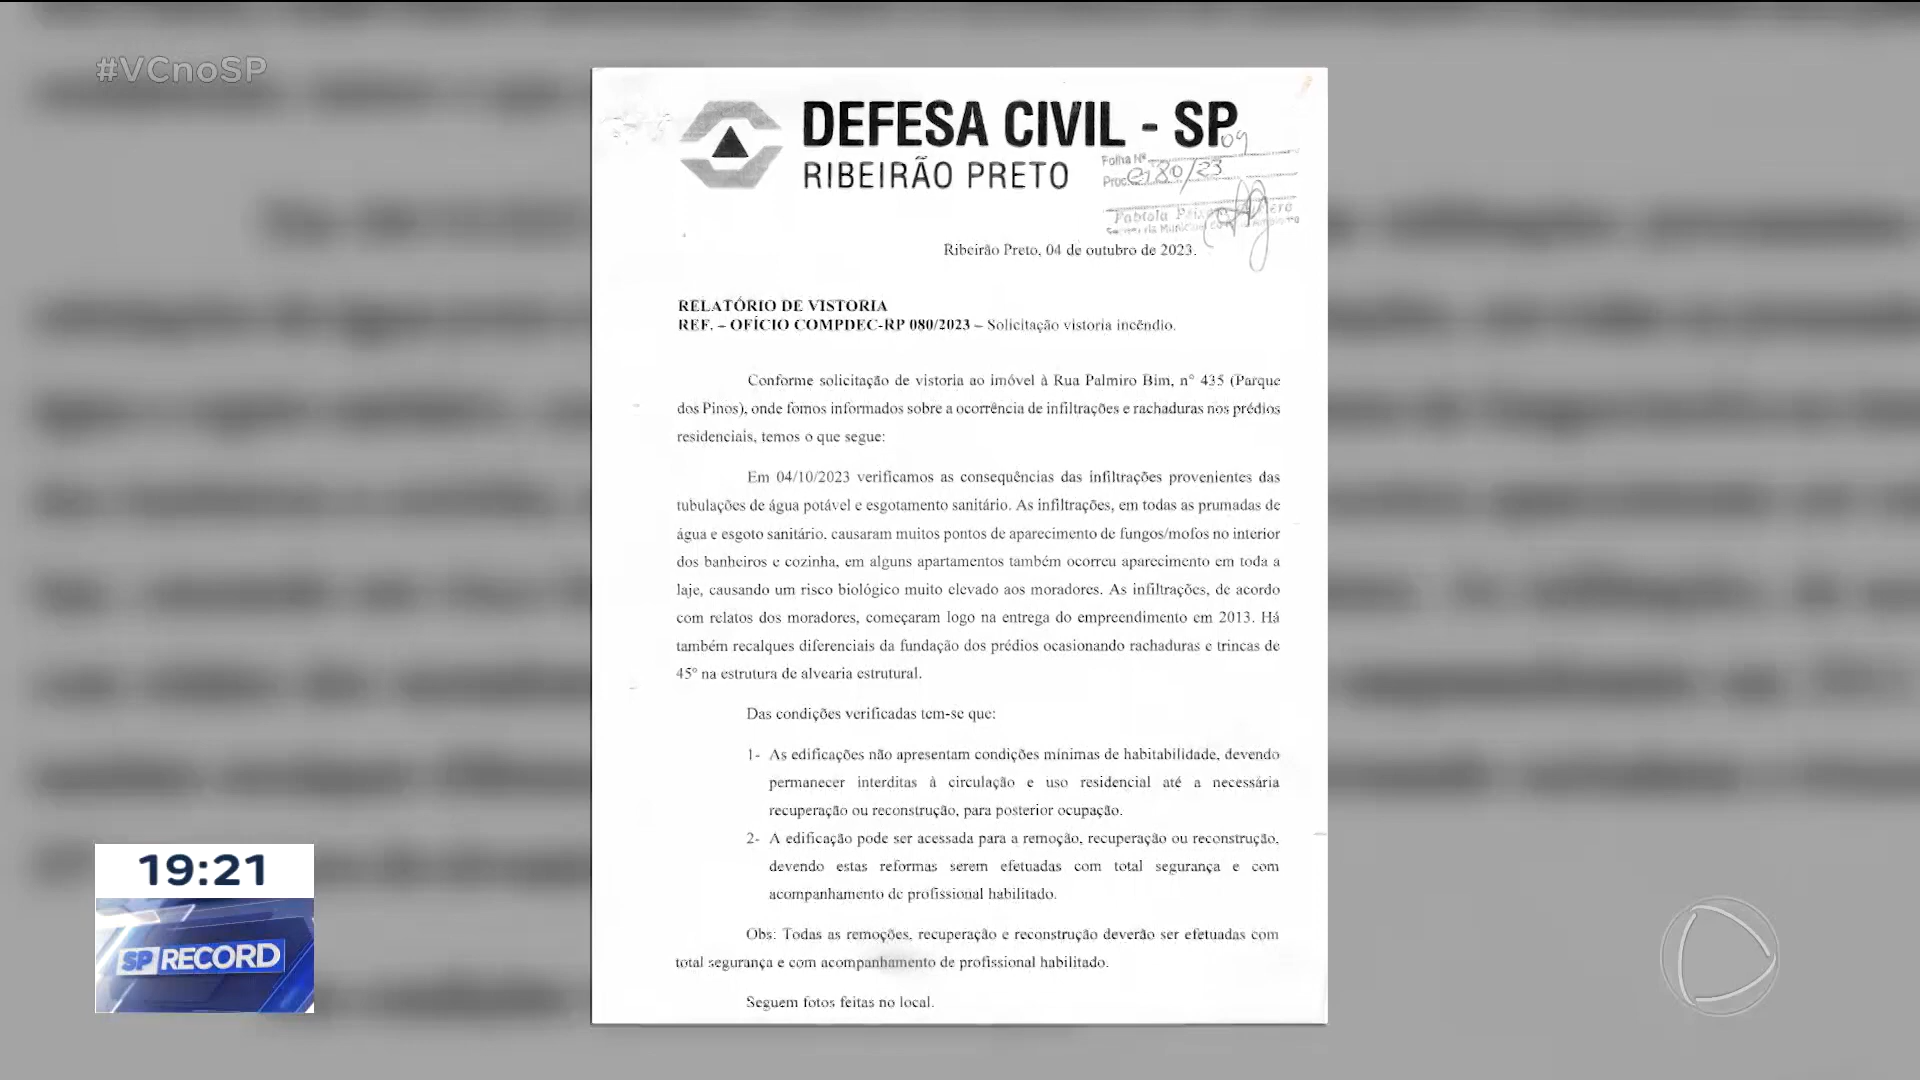 #VCnoSP
DEFESA CIVIL - SP
RIBEIRÃO PRETO
09
Folha Nº
Proc. 080/23
Fabiola
Ribeirão Preto, 04 de outubro de 2023.
RELATÓRIO DE VISTORIA
REF. – OFÍCIO COMPDEC-RP 080/2023 – Solicitação vistoria incêndio.
Conforme solicitação de vistoria ao imóvel à Rua Palmiro Bim, n° 435 (Parque
dos Pinos), onde fomos informados sobre a ocorrência de infiltrações e rachaduras nos prédios
residenciais, temos o que segue:
Em 04/10/2023 verificamos as consequências das infiltrações provenientes das
tubulações de água potável e esgotamento sanitário. As infiltrações, em todas as prumadas de
água e esgoto sanitário, causaram muitos pontos de aparecimento de fungos/mofos no interior
dos banheiros e cozinha, em alguns apartamentos também ocorreu aparecimento em toda a
laje, causando um risco biológico muito elevado aos moradores. As infiltrações, de acordo
com relatos dos moradores, começaram logo na entrega do empreendimento em 2013. Há
também recalques diferenciais da fundação dos prédios ocasionando rachaduras e trincas de
45° na estrutura de alvearia estrutural.
Das condições verificadas tem-se que:
1- As edificações não apresentam condições mínimas de habitabilidade, devendo
permanecer interditas à circulação e uso residencial até a necessária
recuperação ou reconstrução, para posterior ocupação.
2- A edificação pode ser acessada para a remoção, recuperação ou reconstrução,
devendo estas reformas serem efetuadas com total segurança e com
acompanhamento de profissional habilitado.
Obs: Todas as remoções, recuperação e reconstrução deverão ser efetuadas com
total segurança e com acompanhamento de profissional habilitado.
Seguem fotos feitas no local.
19:21
SP RECORD